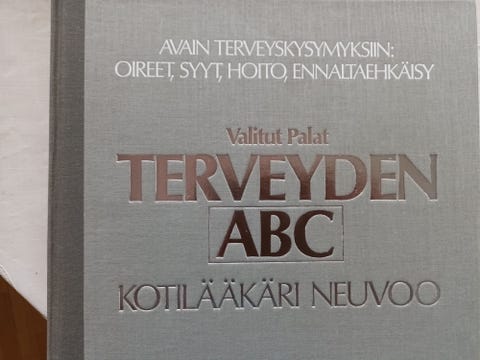 AVAIN TERVEYSKYSYMYKSIIN:
OIREET, SYYT, HOITO, ENNALTAEHKÄISY
Valitut Palat
TERVEYDEN
ABC
KOTILÄÄKÄRI NEUVOO